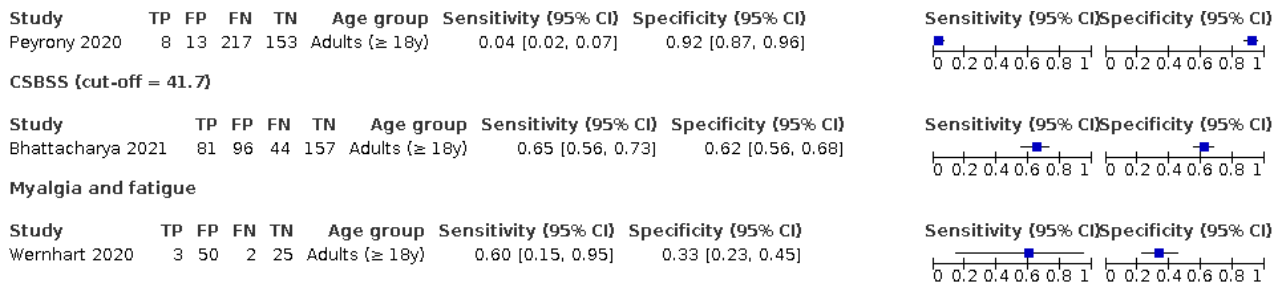 Study TP FP FN TN Age group Sensitivity (95% CI) Specificity (95% CI) Sensitivity (95% CI) Specificity (95% CI)
Peyrony 2020 8 13 217 153 Adults (≥ 18y) 0.04 [0.02, 0.07] 0.92 [0.87, 0.96]
0 0.2 0.4 0.6 0.8 1 0 0.2 0.4 0.6 0.8 1
CSBSS (cut-off = 41.7)
Study TP FP FN TN Age group Sensitivity (95% CI) Specificity (95% CI) Sensitivity (95% CI) Specificity (95% CI)
Bhattacharya 2021 81 96 44 157 Adults (≥ 18y) 0.65 [0.56, 0.73] 0.62 [0.56, 0.68]
0 0.2 0.4 0.6 0.8 1 0 0.2 0.4 0.6 0.8 1
Myalgia and fatigue
Study TP FP FN TN Age group Sensitivity (95% CI) Specificity (95% CI) Sensitivity (95% CI) Specificity (95% CI)
Wernhart 2020 3 50 2 25 Adults (≥ 18y) 0.60 [0.15, 0.95] 0.33 [0.23, 0.45]
0 0.2 0.4 0.6 0.8 1 0 0.2 0.4 0.6 0.8 1